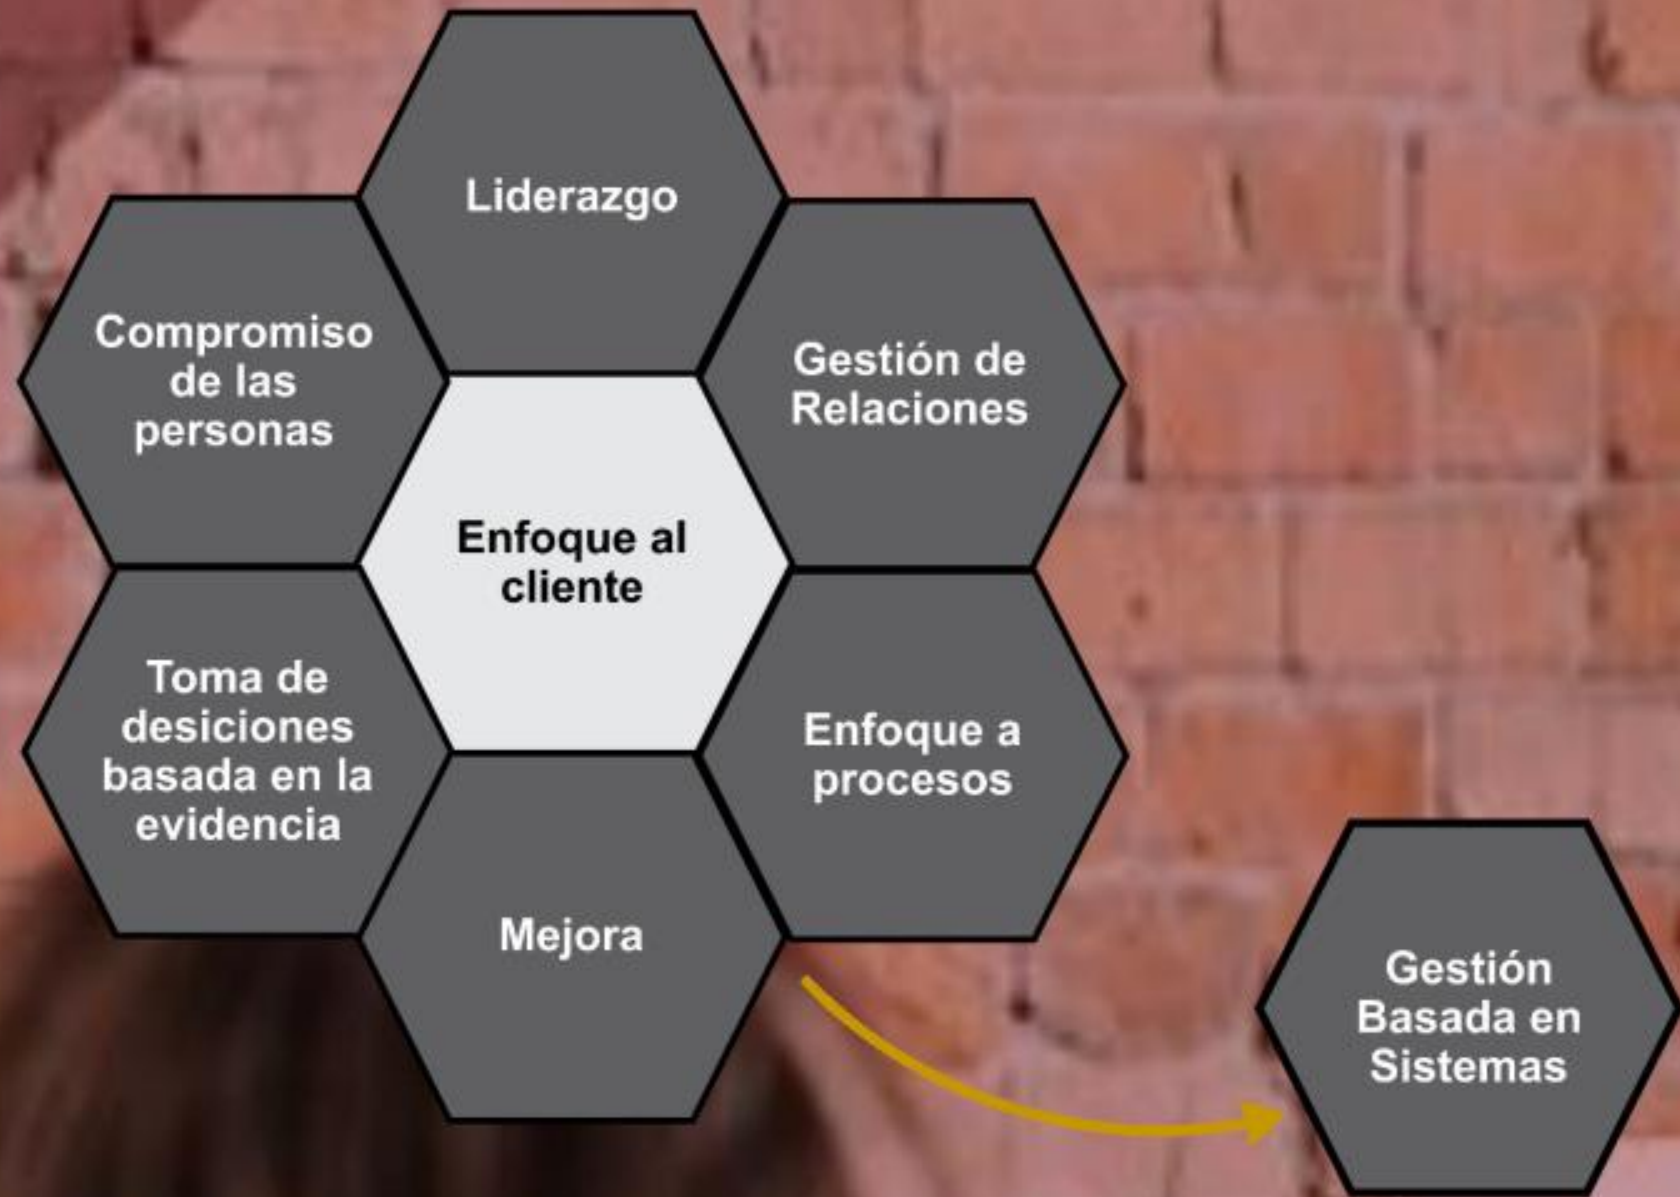 Liderazgo
Compromiso
de las
personas
Gestión de
Relaciones
Enfoque al
cliente
Toma de
desiciones
basada en la
evidencia
Enfoque a
procesos
Mejora
Gestión
Basada en
Sistemas